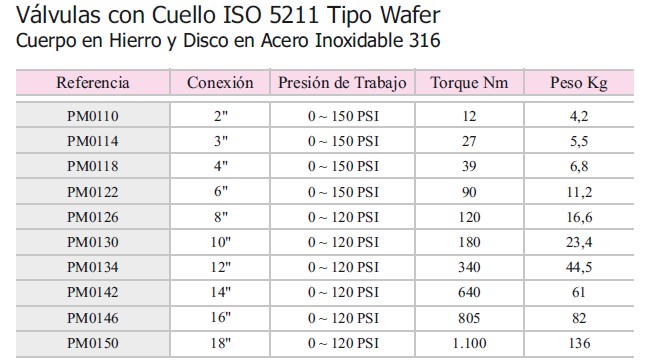 Válvulas con Cuello ISO 5211 Tipo Wafer
Cuerpo en Hierro y Disco en Acero Inoxidable 316
Referencia Conexión Presión de Trabajo Torque Nm Peso Kg
PM0110 2" 0 ~ 150 PSI 12 4,2
PM0114 3" 0 ~ 150 PSI 27 5,5
PM0118 4" 0 ~ 150 PSI 39 6,8
PM0122 6" 0 ~ 150 PSI 90 11,2
PM0126 8" 0 ~ 120 PSI 120 16,6
PM0130 10" 0 ~ 120 PSI 180 23,4
PM0134 12" 0 ~ 120 PSI 340 44,5
PM0142 14" 0 ~ 120 PSI 640 61
PM0146 16" 0 ~ 120 PSI 805 82
PM0150 18" 0 ~ 120 PSI 1.100 136